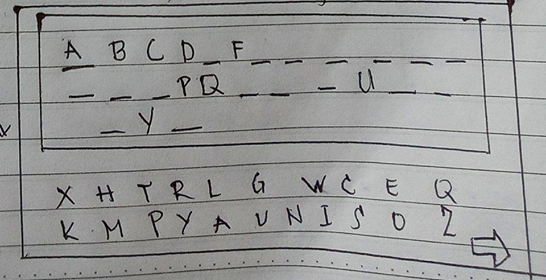 A B C D _ F _ _ _ _ _ _
_ _ _ P Q _ _ _ U _ _
_ Y _
X H T R L G W C E Q
K M P Y A U N I S O Z